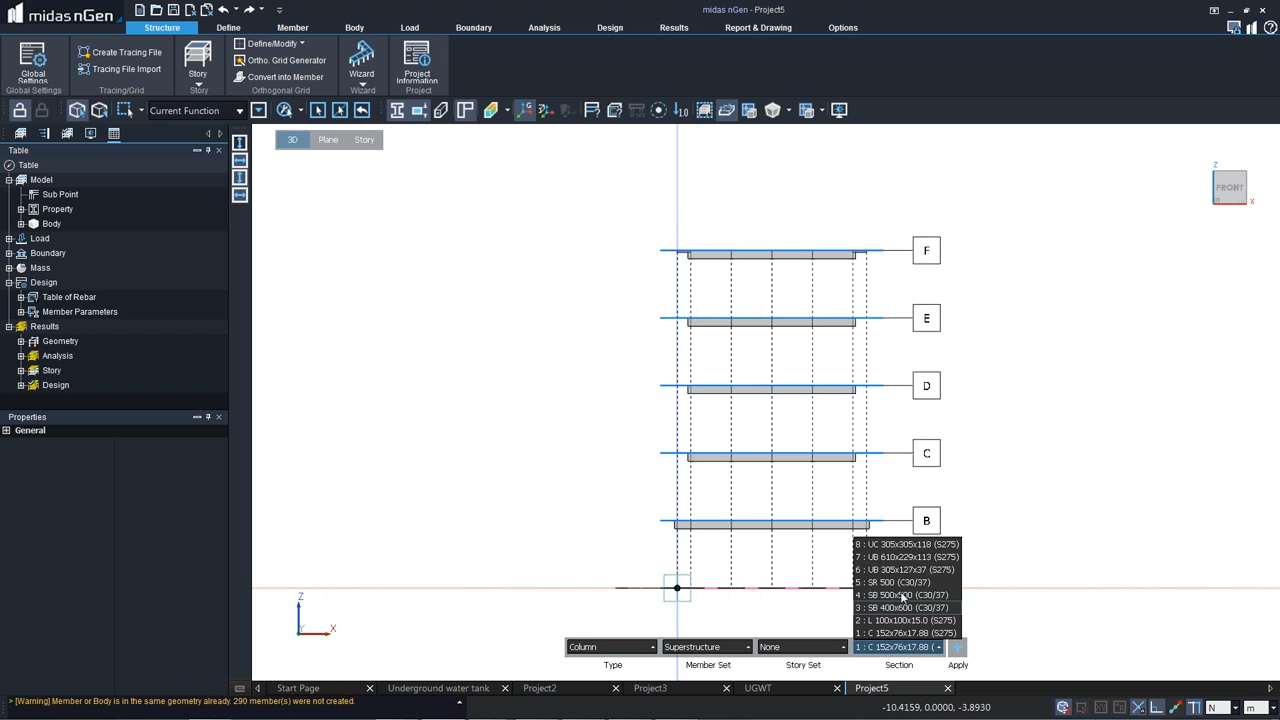 midas nGen
midas nGen - Project5
Structure Define Member Body Load Boundary Analysis Design Results Report & Drawing Options
Global Settings
Create Tracing File
Tracing File Import
Story
Define/Modify
Ortho. Grid Generator
Convert into Member
Wizard
Project Information
Global Settings Tracing/Grid Story Orthogonal Grid Wizard Project
Current Function
G
1.0
Table
Table
Model
Sub Point
Property
Body
Load
Boundary
Mass
Design
Table of Rebar
Member Parameters
Results
Geometry
Analysis
Story
Design
Properties
General
3D Plane Story
Z
FRONT
X
F
E
D
C
B
Z
Y X
8 : UC 305x305x118 (S275)
7 : UB 610x229x113 (S275)
6 : UB 305x127x37 (S275)
5 : SR 500 (C30/37)
4 : SB 500x500 (C30/37)
3 : SB 400x600 (C30/37)
2 : L 100x100x15.0 (S275)
1 : C 152x76x17.88 (S275)
Column Superstructure None 1 : C 152x76x17.88 (
Type Member Set Story Set Section Apply
Start Page Underground water tank Project2 Project3 UGWT Project5
> [Warning] Member or Body is in the same geometry already. 290 member(s) were not created.
-10.4159, 0.0000, -3.8930
N m